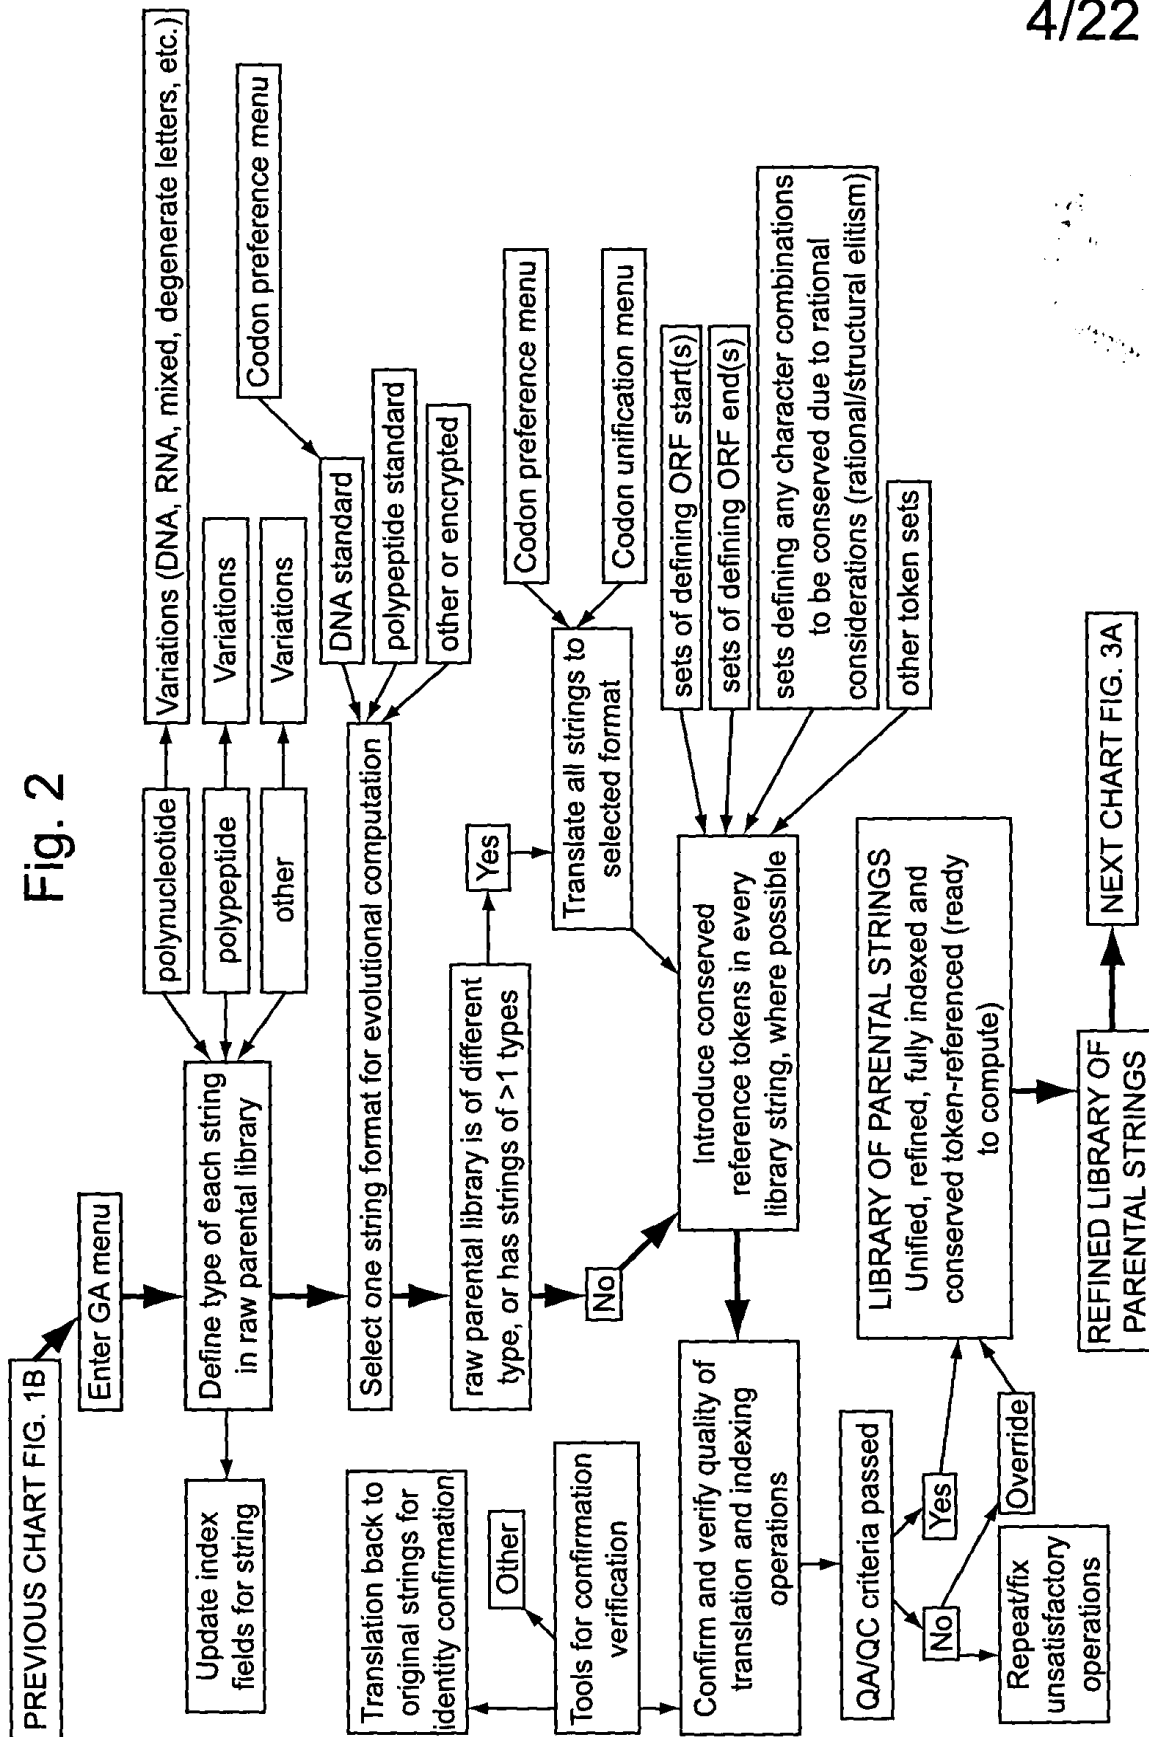 4/22
Fig. 2
PREVIOUS CHART FIG. 1B
Enter GA menu
Update index
fields for string
Define type of each string
in raw parental library
polynucleotide
Variations (DNA, RNA, mixed, degenerate letters, etc.)
polypeptide
Variations
other
Variations
Codon preference menu
Select one string format for evolutional computation
DNA standard
polypeptide standard
other or encrypted
raw parental library is of different
type, or has strings of >1 types
Yes
No
Translate all strings to
selected format
Codon preference menu
Codon unification menu
Introduce conserved
reference tokens in every
library string, where possible
sets of defining ORF start(s)
sets of defining ORF end(s)
sets defining any character combinations
to be conserved due to rational
considerations (rational/structural elitism)
other token sets
Translation back to
original strings for
identity confirmation
Other
Tools for confirmation
verification
Confirm and verify quality of
translation and indexing
operations
QA/QC criteria passed
Yes
No
Override
Repeat/fix
unsatisfactory
operations
LIBRARY OF PARENTAL STRINGS
Unified, refined, fully indexed and
conserved token-referenced (ready
to compute)
REFINED LIBRARY OF
PARENTAL STRINGS
NEXT CHART FIG. 3A